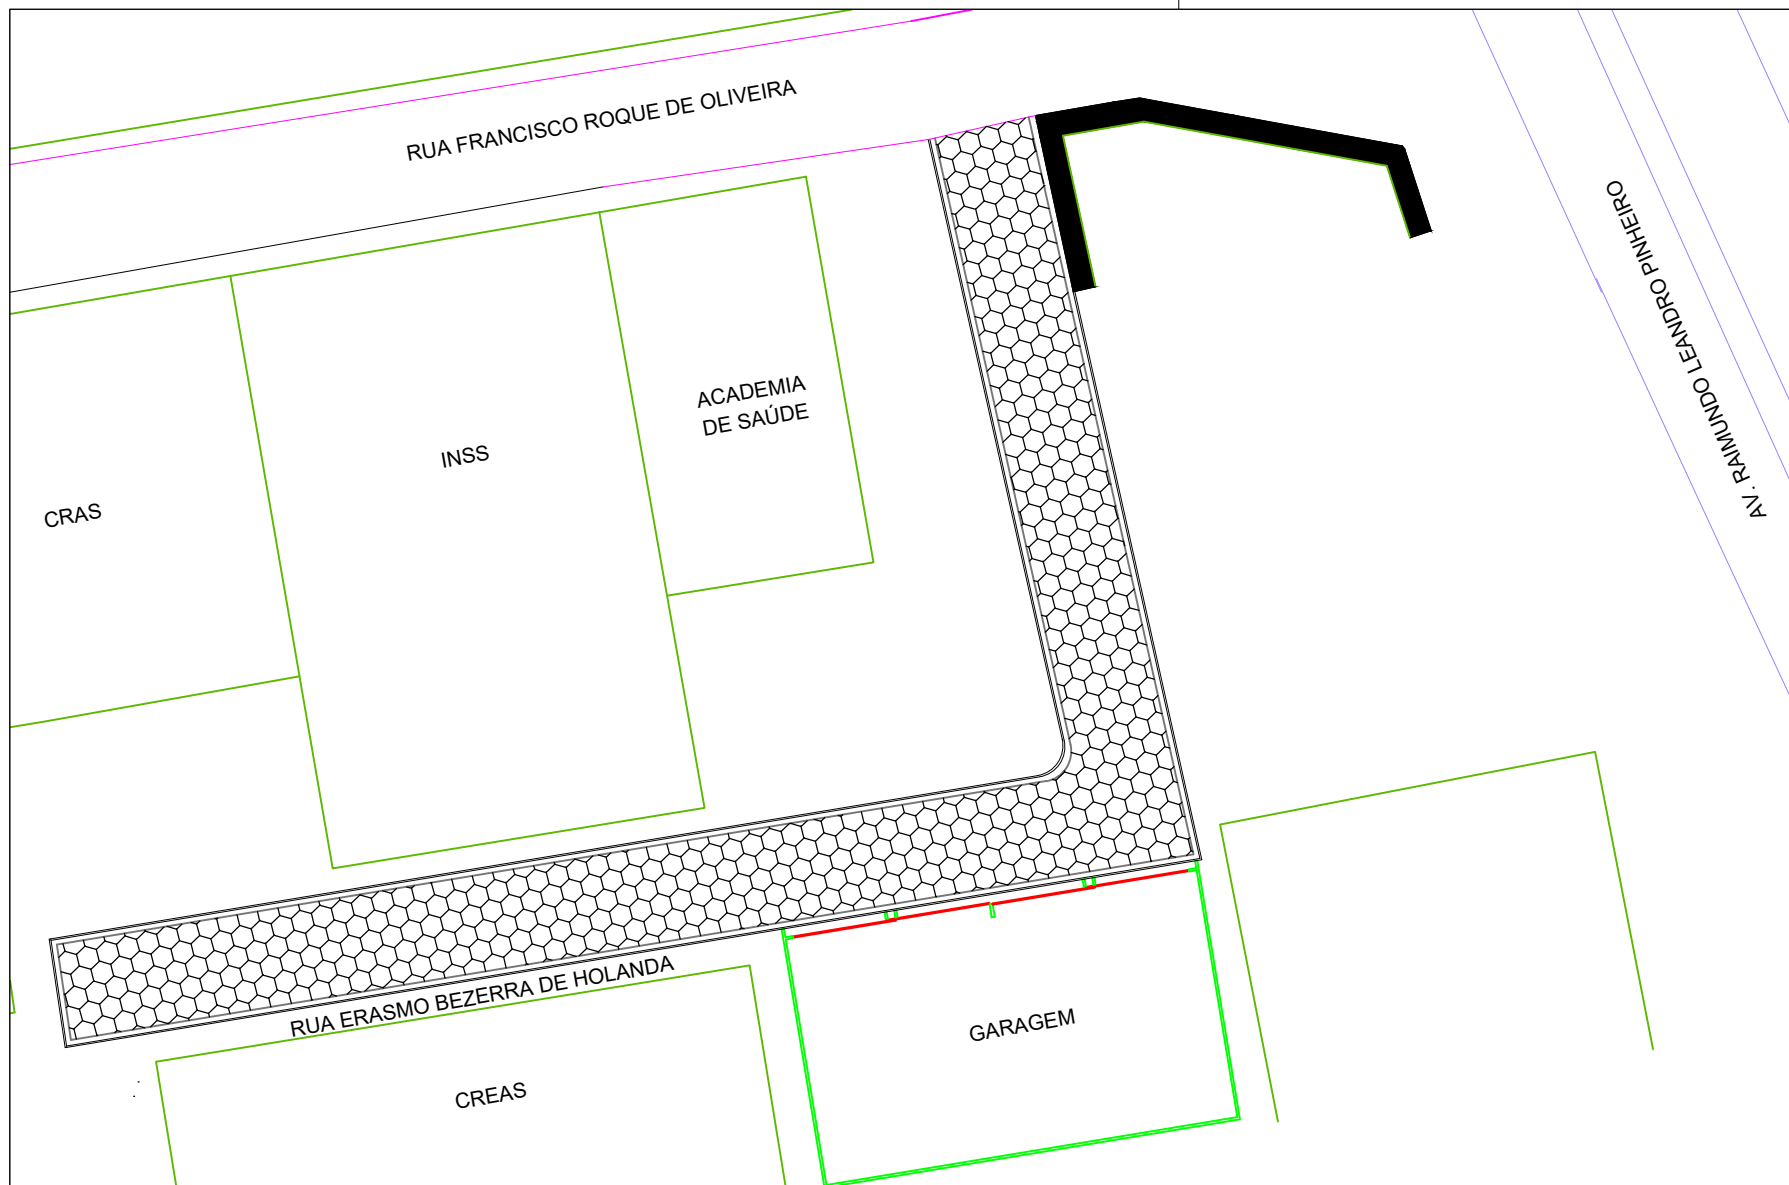 RUA FRANCISCO ROQUE DE OLIVEIRA
AV. RAIMUNDO LEANDRO PINHEIRO
ACADEMIA
DE SAÚDE
INSS
CRAS
RUA ERASMO BEZERRA DE HOLANDA
GARAGEM
CREAS